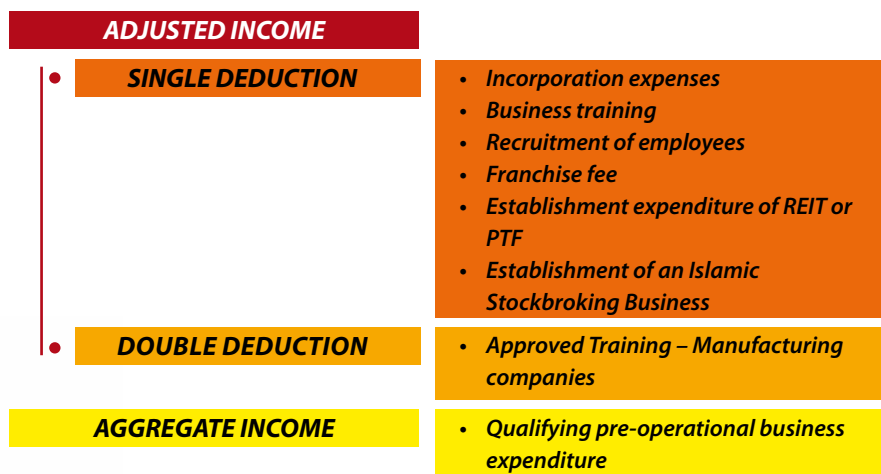 ADJUSTED INCOME
SINGLE DEDUCTION
• Incorporation expenses
• Business training
• Recruitment of employees
• Franchise fee
• Establishment expenditure of REIT or
PTF
• Establishment of an Islamic
Stockbroking Business
DOUBLE DEDUCTION
• Approved Training – Manufacturing
companies
AGGREGATE INCOME
• Qualifying pre-operational business
expenditure